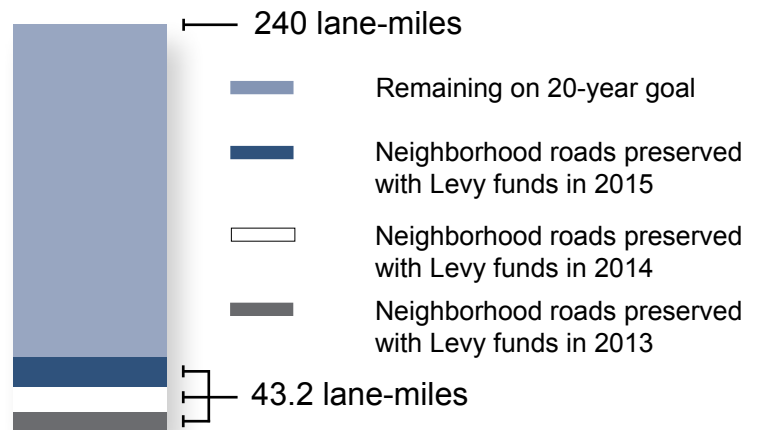 240 lane-miles
Remaining on 20-year goal
Neighborhood roads preserved
with Levy funds in 2015
Neighborhood roads preserved
with Levy funds in 2014
Neighborhood roads preserved
with Levy funds in 2013
43.2 lane-miles